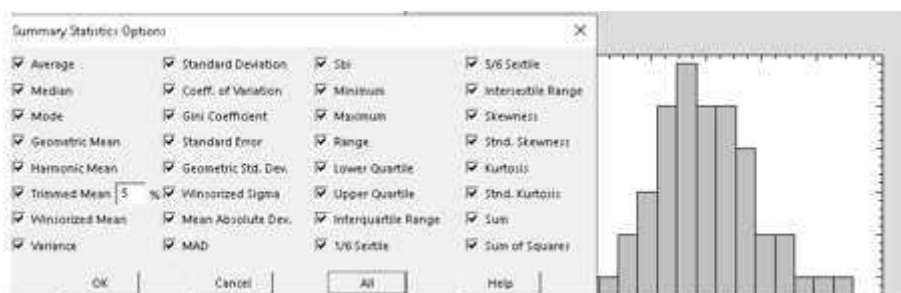 Summary Statistics Options
Average Standard Deviation Sbi 5/6 Sextile
Median Coeff. of Variation Minimum Intersextile Range
Mode Gini Coefficient Maximum Skewness
Geometric Mean Standard Error Range Stnd. Skewness
Harmonic Mean Geometric Std. Dev. Lower Quartile Kurtosis
Trimmed Mean 5 % Winsorized Sigma Upper Quartile Stnd. Kurtosis
Winsorized Mean Mean Absolute Dev. Interquartile Range Sum
Variance MAD 1/6 Sextile Sum of Squares
OK Cancel All Help